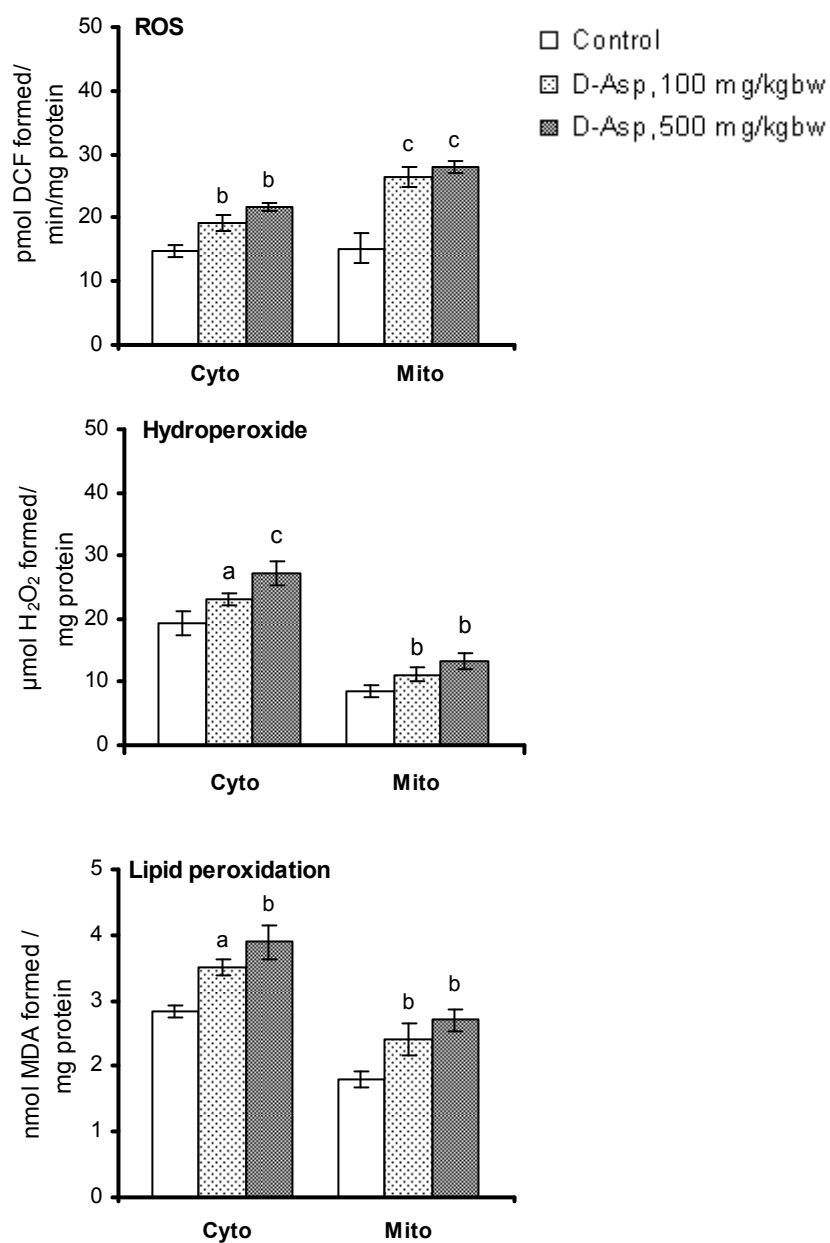 ROS
50
40
30
20
10
0
pmol DCF formed/
min/mg protein
b
b
c
c
Cyto
Mito
Control
D-Asp,100 mg/kgbw
D-Asp,500 mg/kgbw
Hydroperoxide
50
40
30
20
10
0
µmol H₂O₂ formed/
mg protein
a
c
b
b
Cyto
Mito
Lipid peroxidation
5
4
3
2
1
0
nmol MDA formed /
mg protein
a
b
b
b
Cyto
Mito